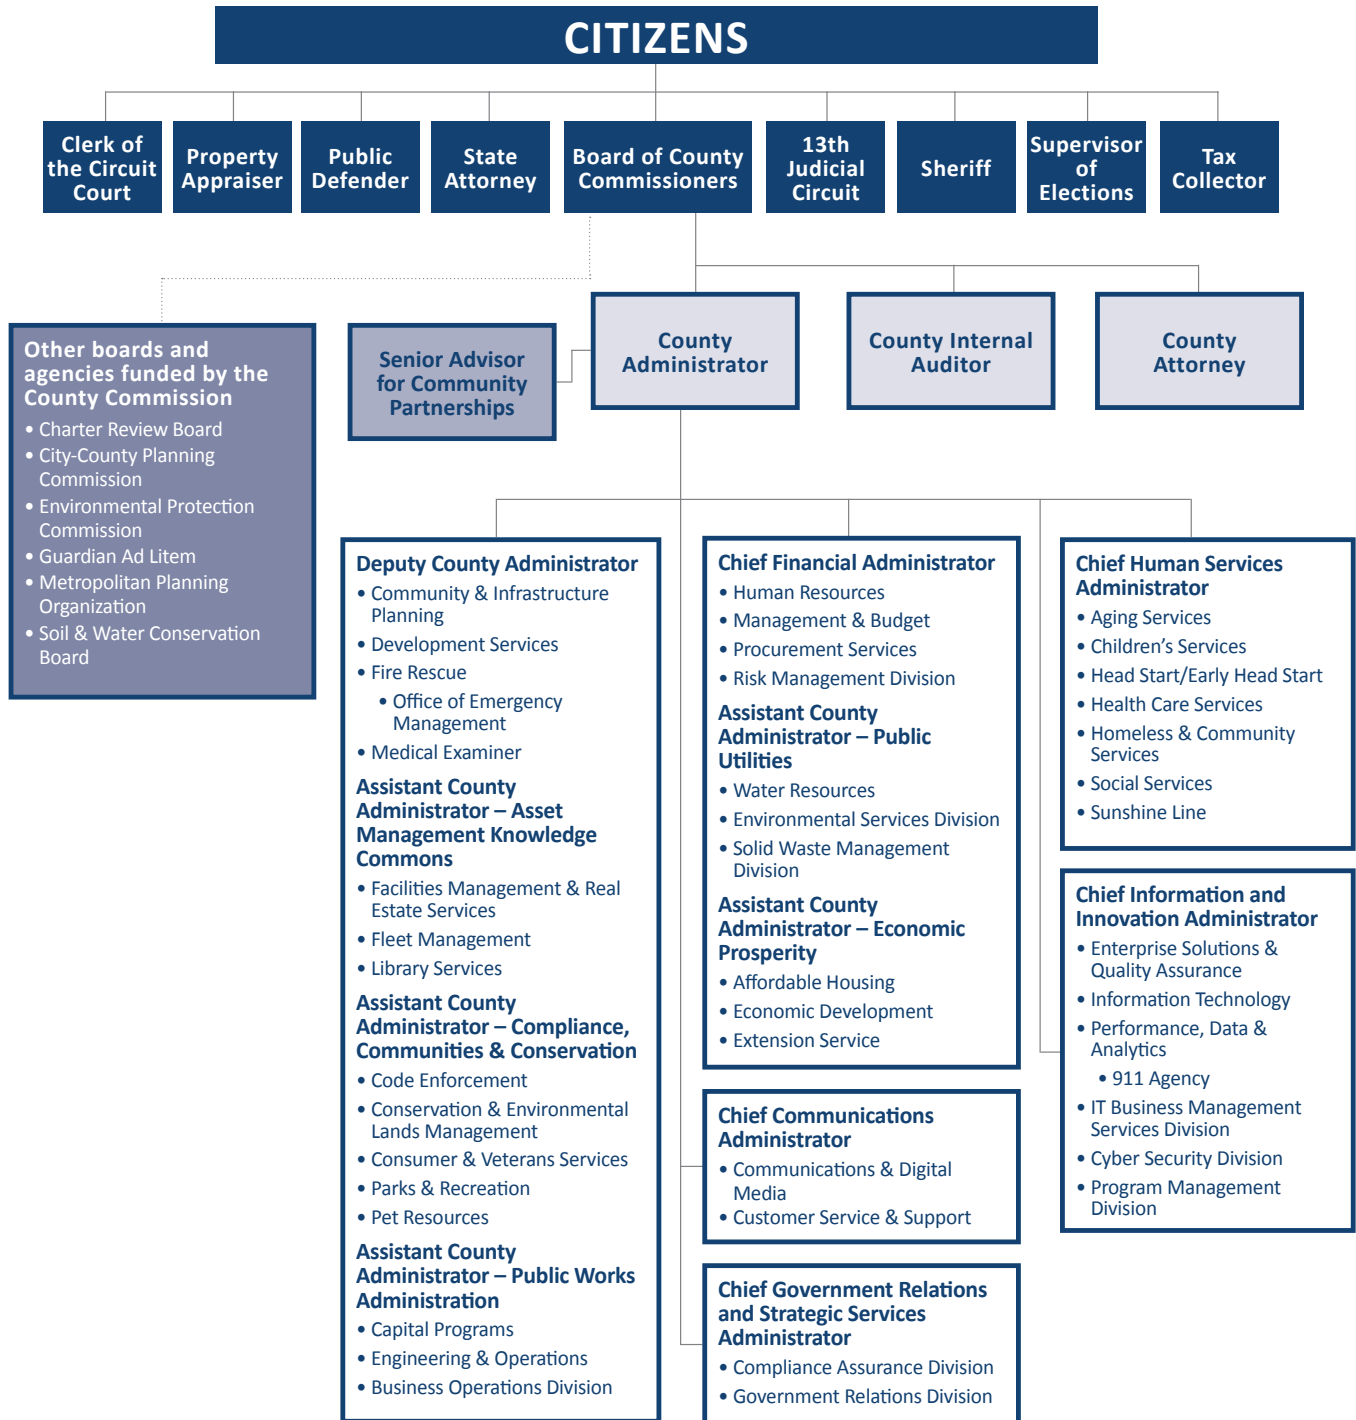 CITIZENS
Clerk of
the Circuit
Court
Property
Appraiser
Public
Defender
State
Attorney
Board of County
Commissioners
13th
Judicial
Circuit
Sheriff
Supervisor
of
Elections
Tax
Collector
Other boards and
agencies funded by the
County Commission
• Charter Review Board
• City-County Planning
Commission
• Environmental Protection
Commission
• Guardian Ad Litem
• Metropolitan Planning
Organization
• Soil & Water Conservation
Board
Senior Advisor
for Community
Partnerships
County
Administrator
County Internal
Auditor
County
Attorney
Deputy County Administrator
• Community & Infrastructure
Planning
• Development Services
• Fire Rescue
• Office of Emergency
Management
• Medical Examiner
Assistant County
Administrator – Asset
Management Knowledge
Commons
• Facilities Management & Real
Estate Services
• Fleet Management
• Library Services
Assistant County
Administrator – Compliance,
Communities & Conservation
• Code Enforcement
• Conservation & Environmental
Lands Management
• Consumer & Veterans Services
• Parks & Recreation
• Pet Resources
Assistant County
Administrator – Public Works
Administration
• Capital Programs
• Engineering & Operations
• Business Operations Division
Chief Financial Administrator
• Human Resources
• Management & Budget
• Procurement Services
• Risk Management Division
Assistant County
Administrator – Public
Utilities
• Water Resources
• Environmental Services Division
• Solid Waste Management
Division
Assistant County
Administrator – Economic
Prosperity
• Affordable Housing
• Economic Development
• Extension Service
Chief Communications
Administrator
• Communications & Digital
Media
• Customer Service & Support
Chief Government Relations
and Strategic Services
Administrator
• Compliance Assurance Division
• Government Relations Division
Chief Human Services
Administrator
• Aging Services
• Children's Services
• Head Start/Early Head Start
• Health Care Services
• Homeless & Community
Services
• Social Services
• Sunshine Line
Chief Information and
Innovation Administrator
• Enterprise Solutions &
Quality Assurance
• Information Technology
• Performance, Data &
Analytics
• 911 Agency
• IT Business Management
Services Division
• Cyber Security Division
• Program Management
Division